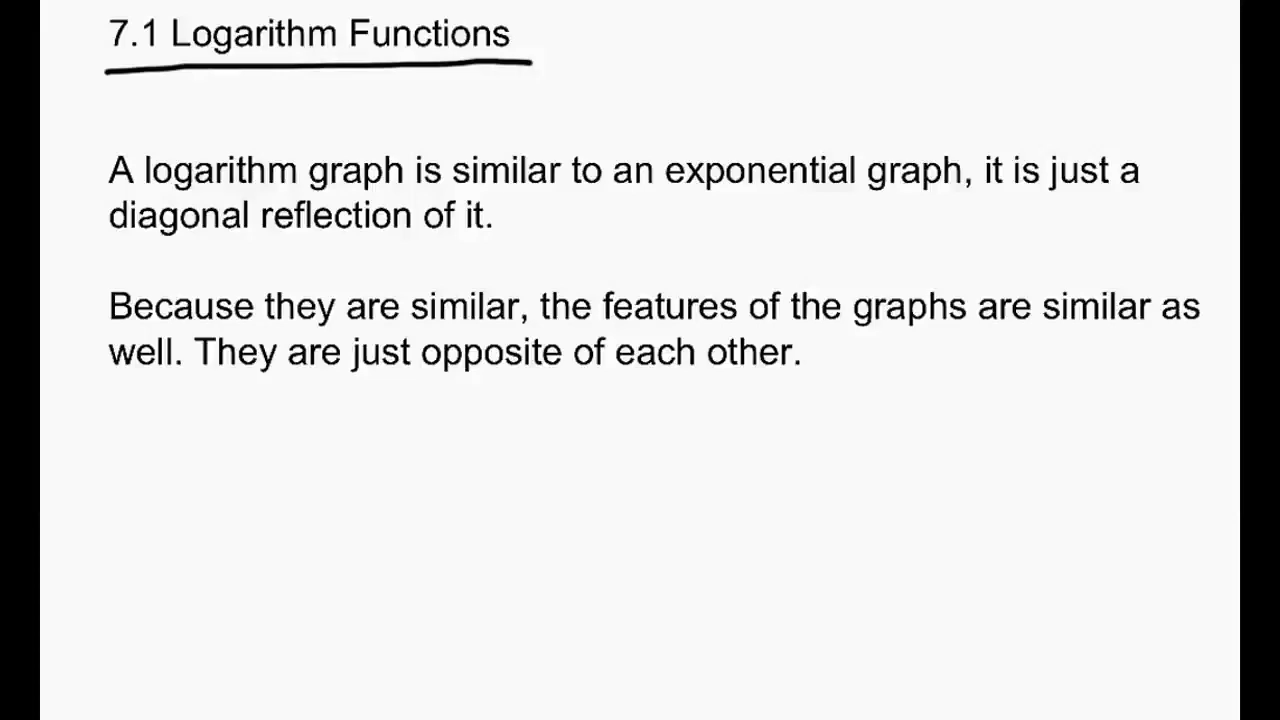 7.1 Logarithm Functions
A logarithm graph is similar to an exponential graph, it is just a
diagonal reflection of it.
Because they are similar, the features of the graphs are similar as
well. They are just opposite of each other.